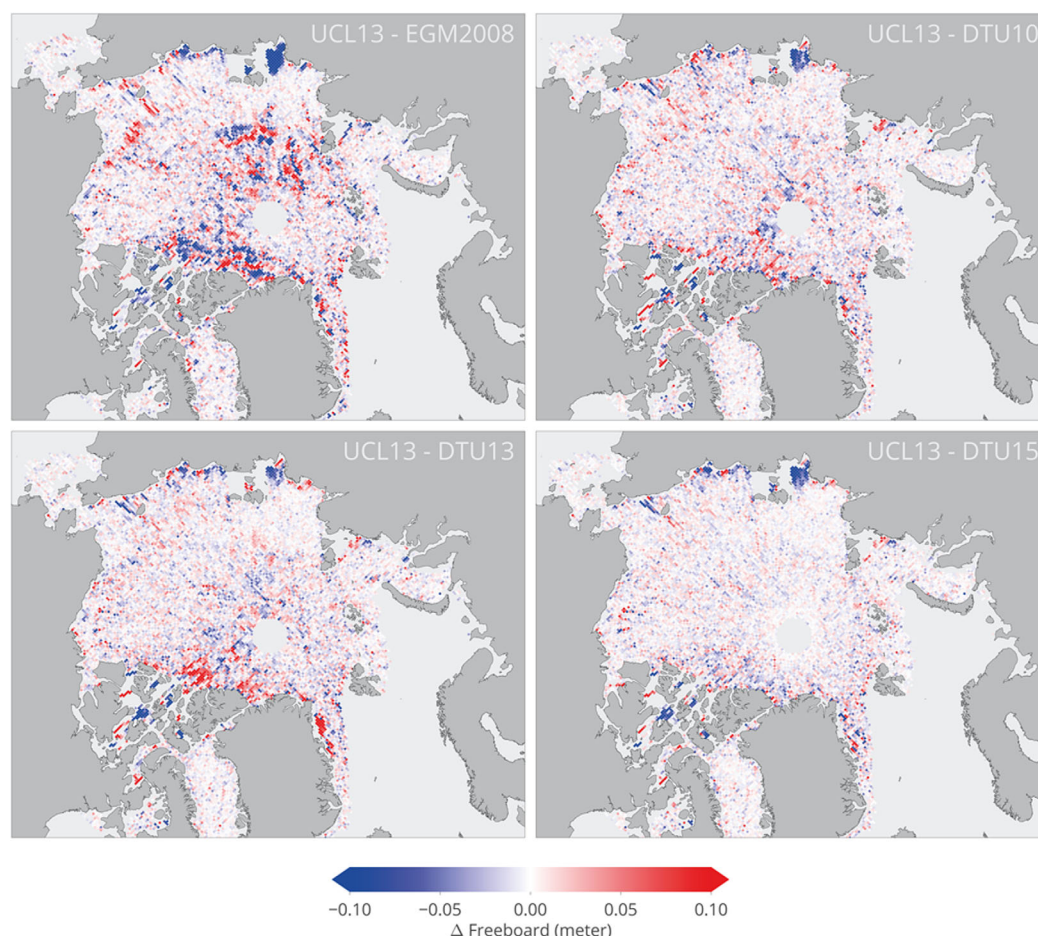 UCL13 - EGM2008
UCL13 - DTU10
UCL13 - DTU13
UCL13 - DTU15
−0.10 −0.05 0.00 0.05 0.10
Δ Freeboard (meter)